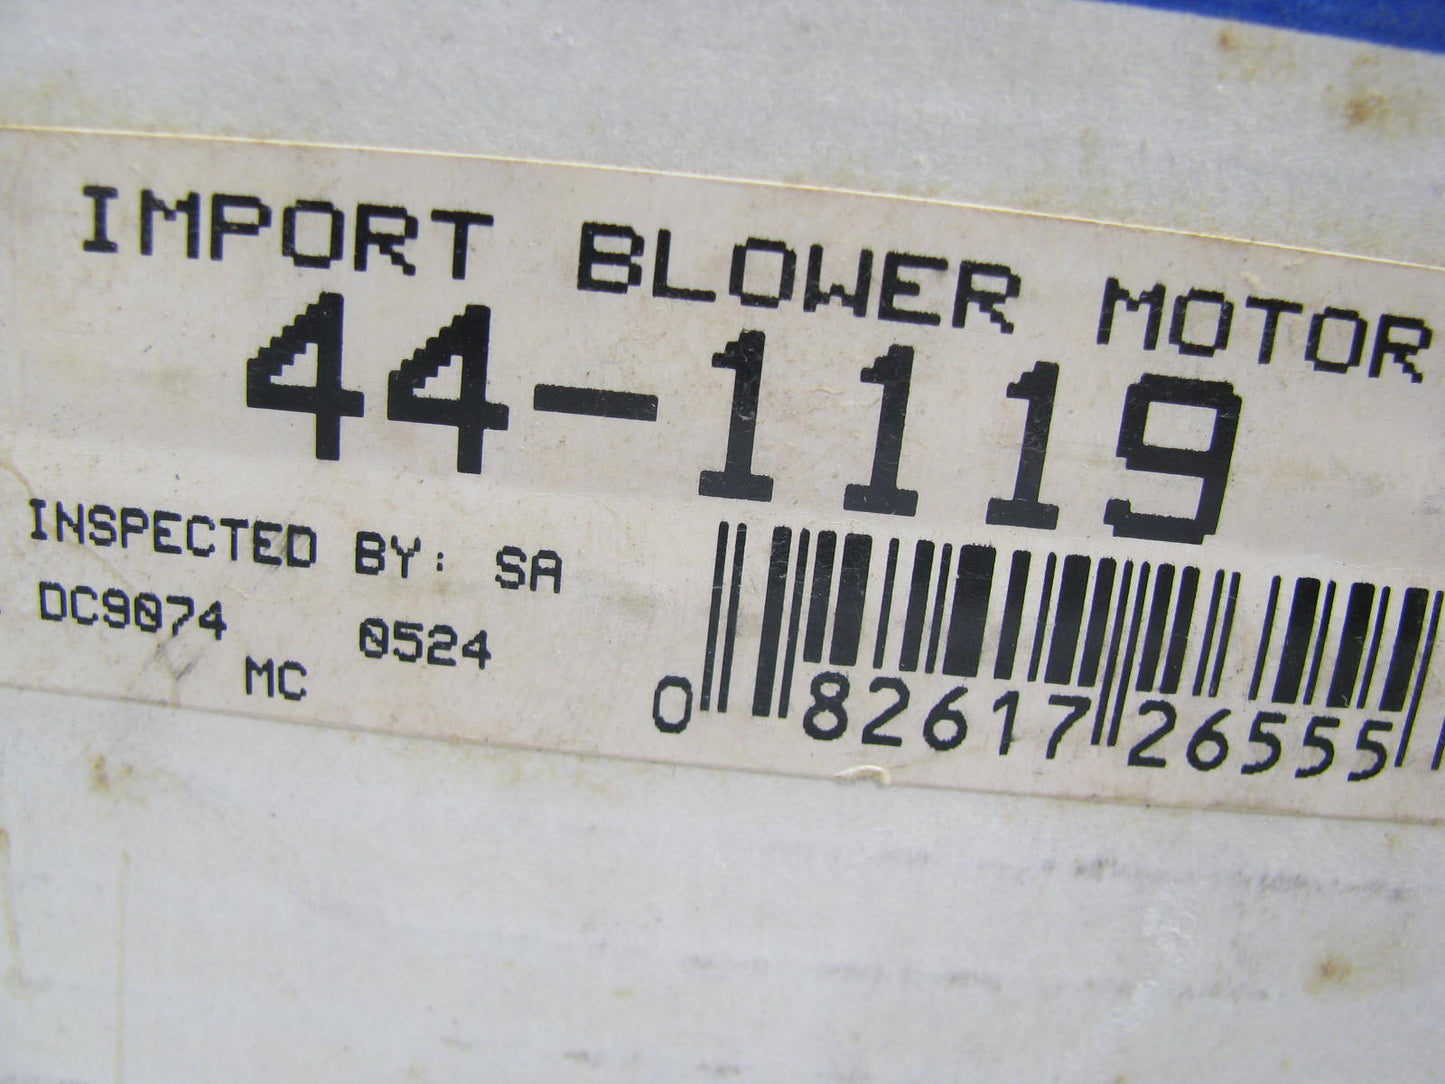 IMPORT BLOWER MOTOR
44-1119
INSPECTED BY: SA
DC9074 0524
MC
0 82617 26555